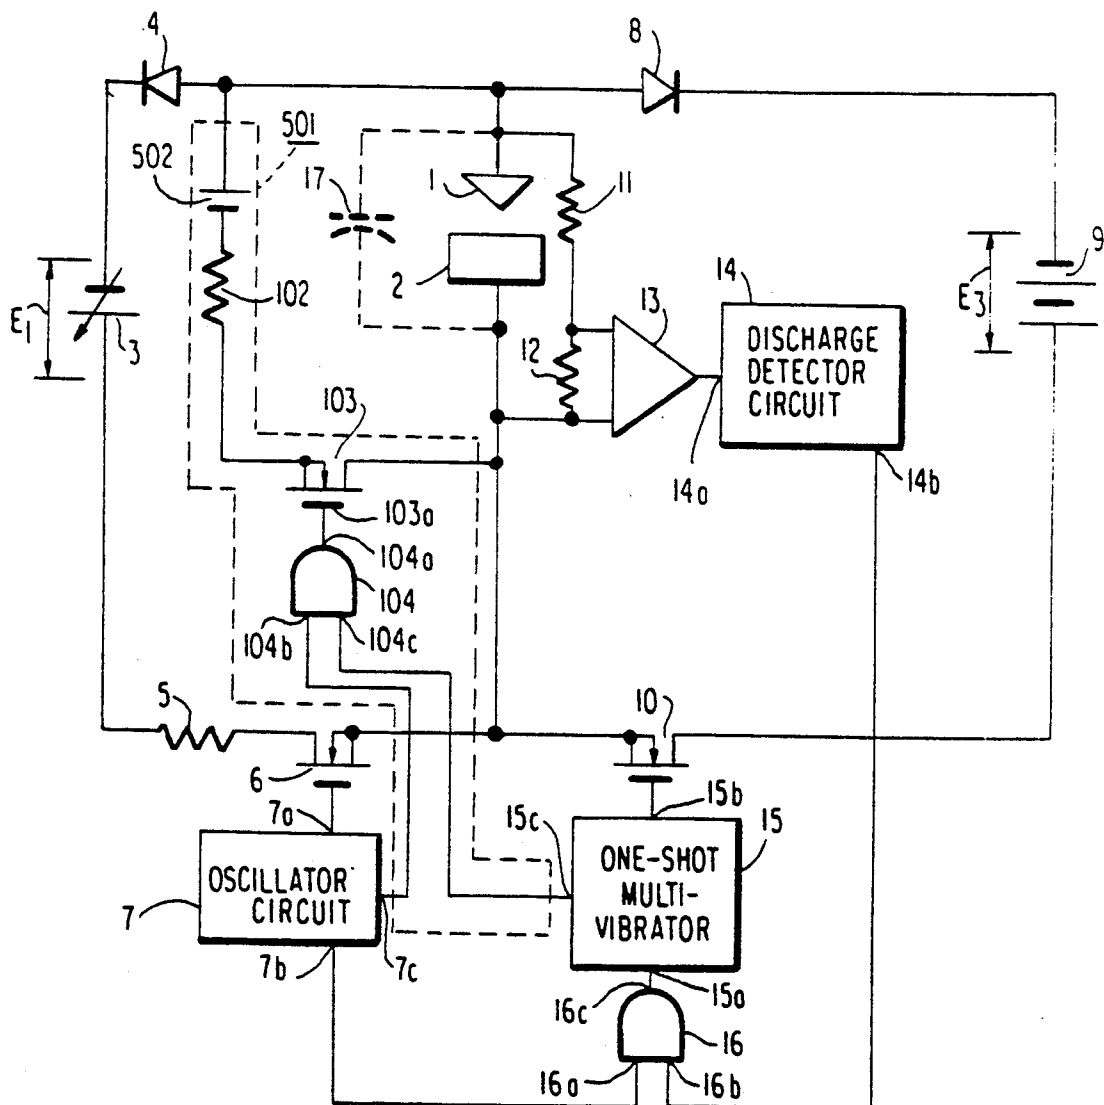 4
8
501
502
17
1
11
9
E1
3
102
2
14
E3
13
12
DISCHARGE
DETECTOR
CIRCUIT
103
103a
14a
14b
104a
104
104b
104c
5
10
6
7a
15b
15c
15
OSCILLATOR
CIRCUIT
ONE-SHOT
MULTI-
VIBRATOR
7
7b
7c
15a
16c
16
16a
16b